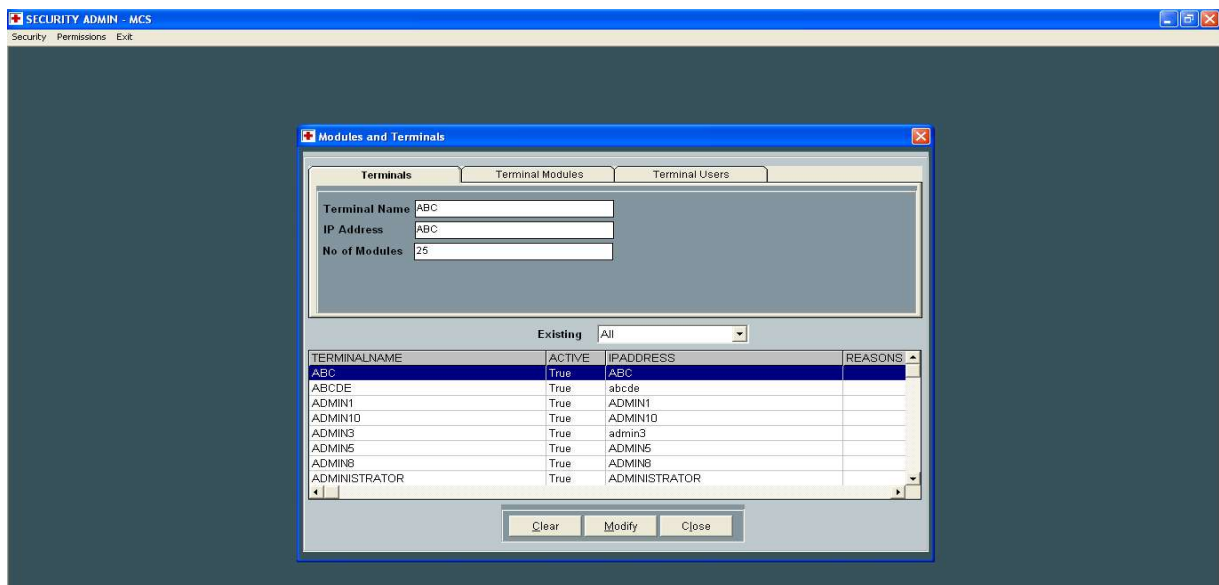 SECURITY ADMIN - MCS
Security Permissions Exit
Modules and Terminals
Terminals Terminal Modules Terminal Users
Terminal Name ABC
IP Address ABC
No of Modules 25
Existing All
TERMINALNAME ACTIVE IPADDRESS REASONS
ABC True ABC
ABCDE True abcde
ADMIN1 True ADMIN1
ADMIN10 True ADMIN10
ADMIN3 True admin3
ADMIN5 True ADMIN5
ADMIN8 True ADMIN8
ADMINISTRATOR True ADMINISTRATOR
Clear Modify Close